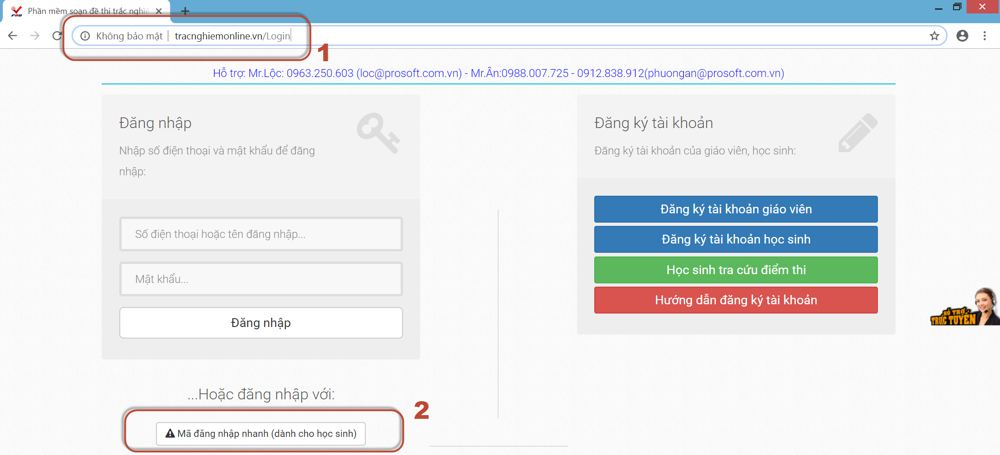 Phần mềm soạn đề thi trắc nghiệ
PRO
Không bảo mật | tracnghiemonline.vn/Login
1
Hỗ trợ: Mr.Lộc: 0963.250.603 (loc@prosoft.com.vn) - Mr.Ân:0988.007.725 - 0912.838.912(phuongan@prosoft.com.vn)
Đăng nhập
Nhập số điện thoại và mật khẩu để đăng
nhập:
Số điện thoại hoặc tên đăng nhập...
Mật khẩu...
Đăng nhập
...Hoặc đăng nhập với:
2
Mã đăng nhập nhanh (dành cho học sinh)
Đăng ký tài khoản
Đăng ký tài khoản của giáo viên, học sinh:
Đăng ký tài khoản giáo viên
Đăng ký tài khoản học sinh
Học sinh tra cứu điểm thi
Hướng dẫn đăng ký tài khoản
HỖ TRỢ
TRỰC TUYẾN